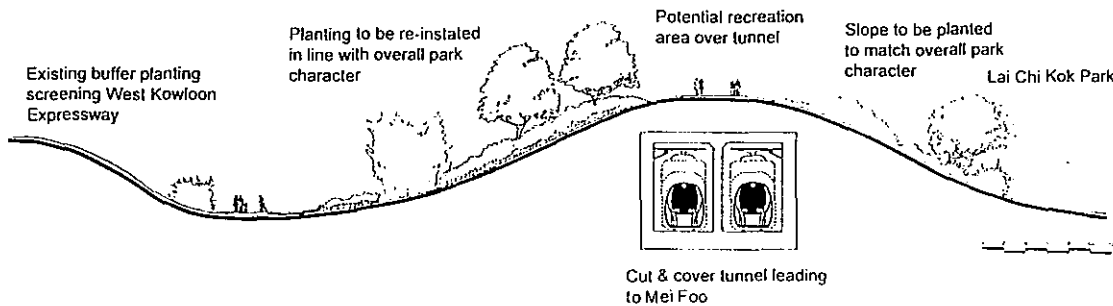 Existing buffer planting
screening West Kowloon
Expressway
Planting to be re-instated
in line with overall park
character
Potential recreation
area over tunnel
Slope to be planted
to match overall park
character
Lai Chi Kok Park
Cut & cover tunnel leading
to Mei Foo